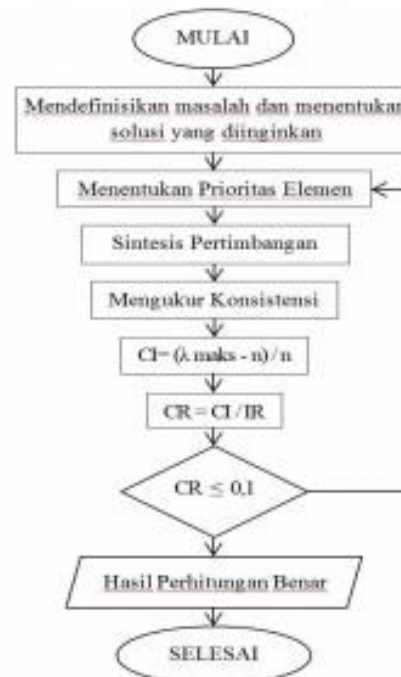 MULAI
Mendefinisikan masalah dan menentukan
solusi yang diinginkan
Menentukan Prioritas Elemen
Sintesis Pertimbangan
Mengukur Konsistensi
CI= (λ maks - n) / n
CR = CI / IR
CR ≤ 0,1
Hasil Perhitungan Benar
SELESAI